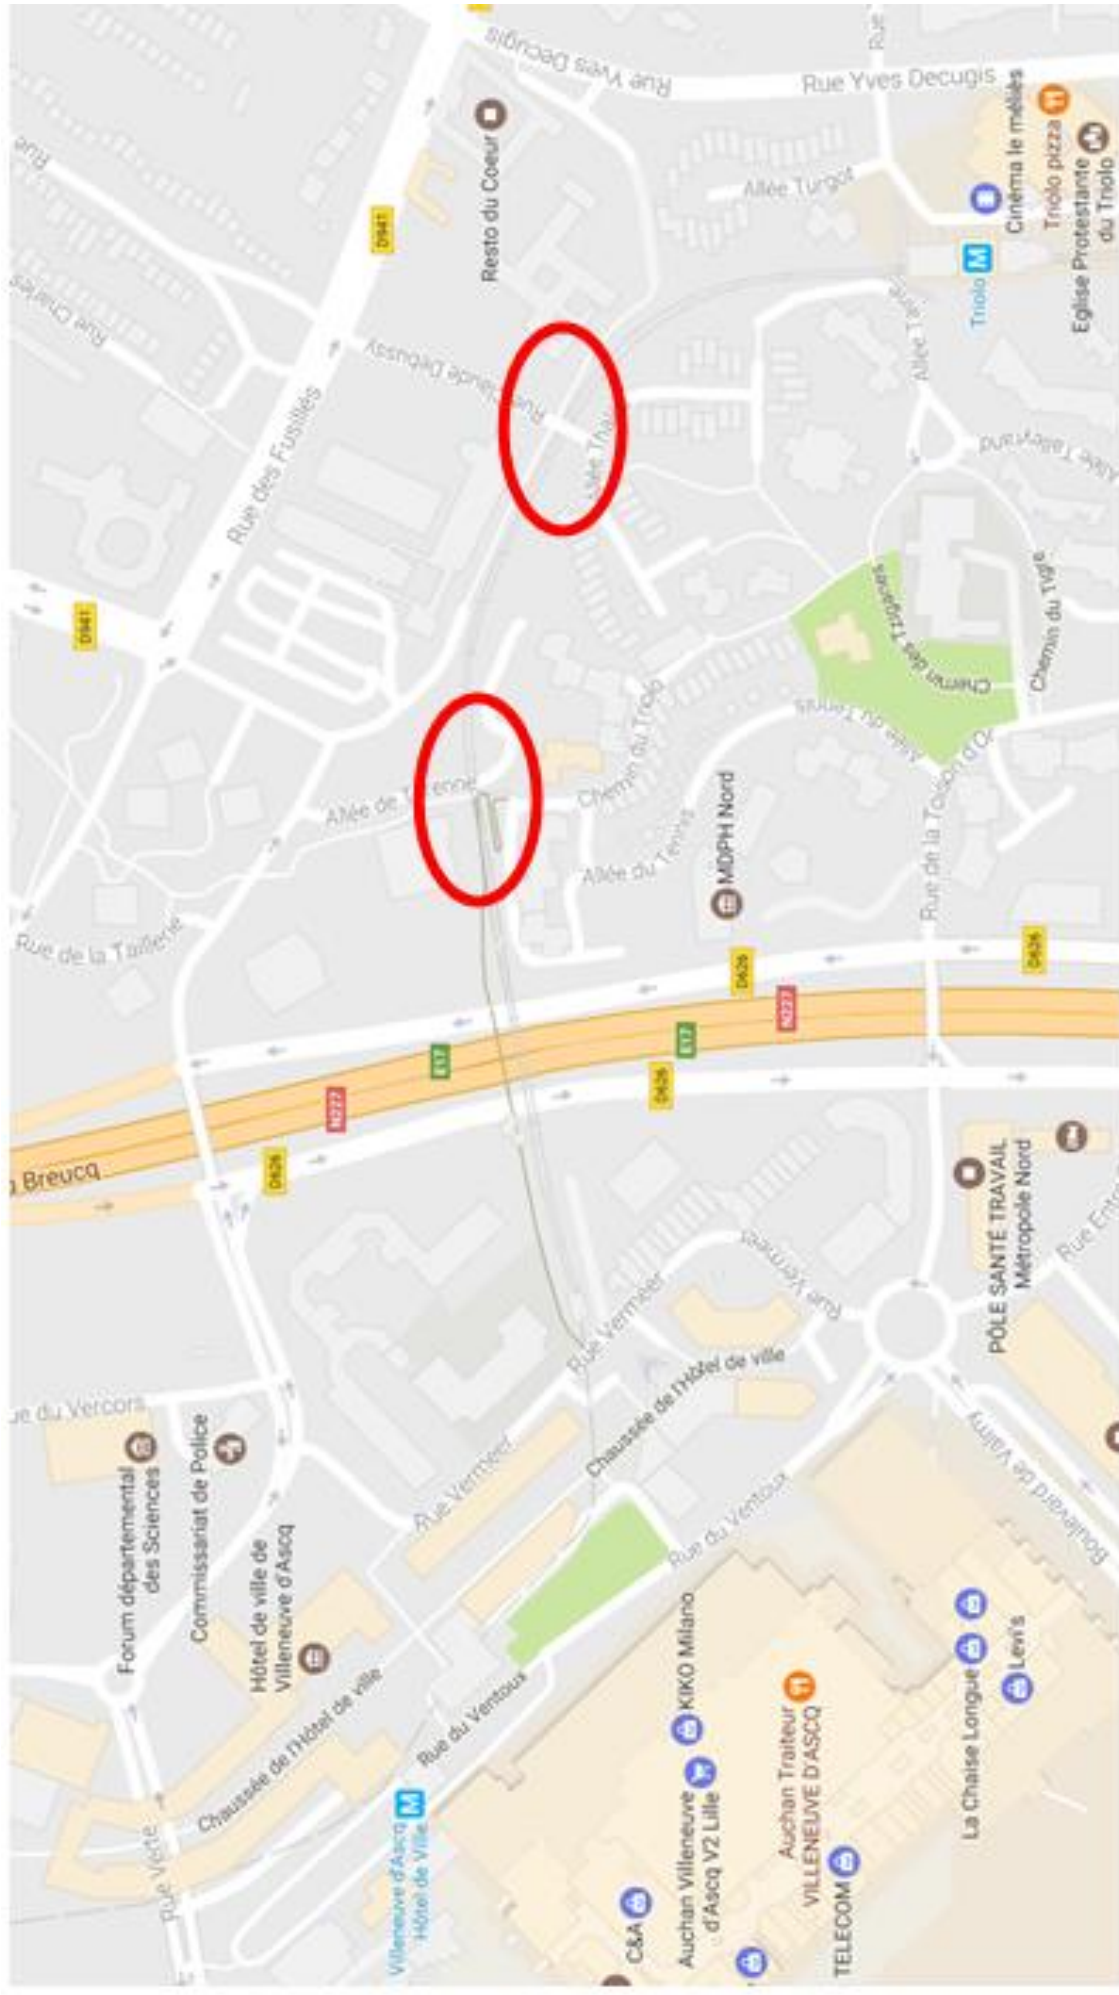 Rue
Rue Charles
Rue Yves Decugis
Rue Yves Decugis
Rue
D941
Resto du Coeur
Allée Turgot
Cinéma le méliès
Triolo pizza
Eglise Protestante
du Triolo
Triolo
M
Allée Tacite
Rue Claude Debussy
Rue des Fusillés
Allée Talleyrand
D941
Chemin des Tziganes
Chemin du Tigre
Allée du Tennis
Chemin du Triolo
Allée de
Allée du Tennis
MDPH Nord
Rue de la Toison d'Or
Rue de la Taillerie
D626
D626
N227
E17
E17
D626
N227
D626
Breucq
PÔLE SANTÉ TRAVAIL
Métropole Nord
Rue Vermeer
Rue Vermeer
Chaussée de l'Hôtel de ville
Rue Vermeer
Boulevard de Valmy
Rue du Ventoux
Forum départemental
des Sciences
Commissariat de Police
Hôtel de ville de
Villeneuve d'Ascq
Chaussée de l'Hôtel de ville
Rue du Ventoux
Rue Verte
Villeneuve d'Ascq
Hôtel de Ville
M
KIKO Milano
Auchan Villeneuve
d'Ascq V2 Lille
C&A
Auchan Traiteur
VILLENEUVE D'ASCQ
TELECOM
La Chaise Longue
Levi's